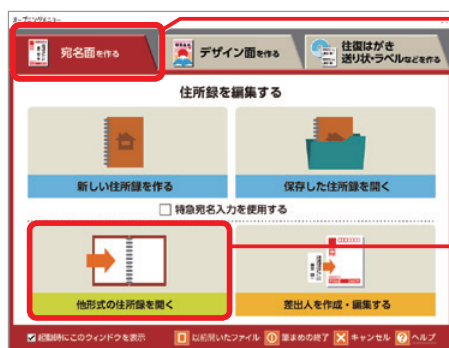 オープニングメニュー
宛名面を作る
デザイン面を作る
往復はがき
送り状・ラベルなどを作る
住所録を編集する
新しい住所録を作る
保存した住所録を開く
特急宛名入力を使用する
他形式の住所録を開く
差出人を作成・編集する
起動時にこのウィンドウを表示
以前開いたファイル
筆まめの終了
キャンセル
ヘルプ